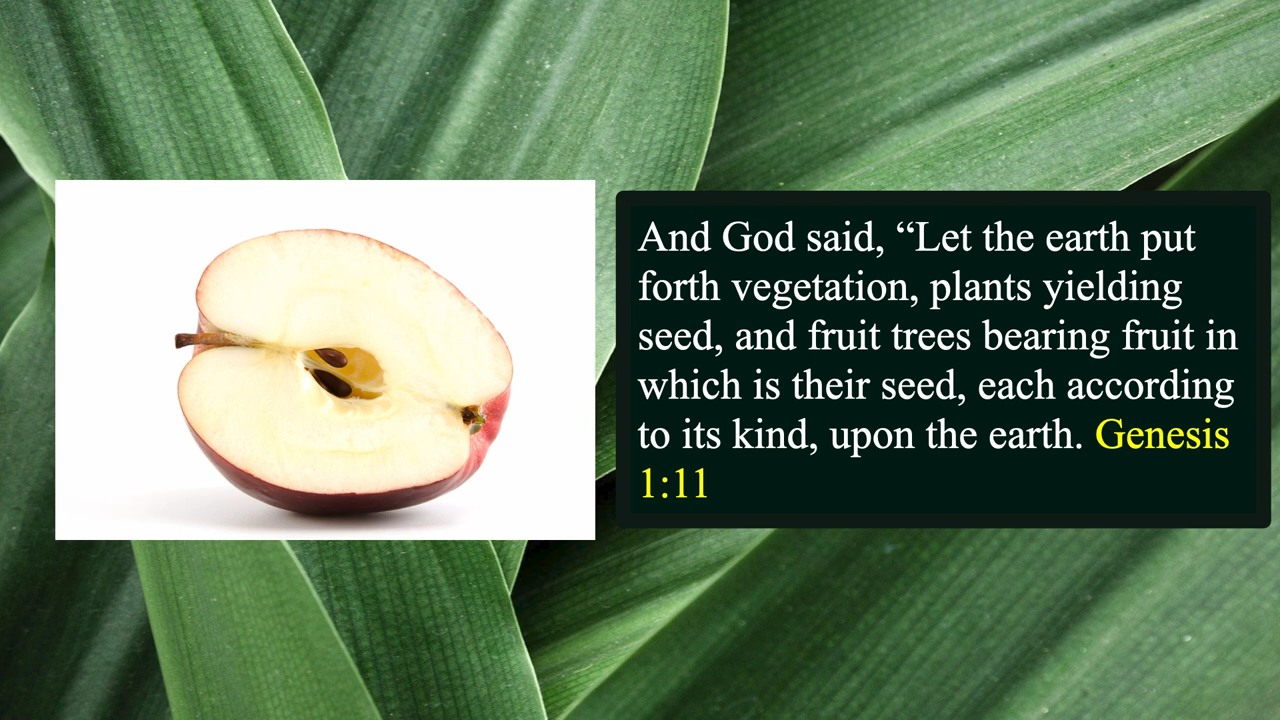 And God said, “Let the earth put
forth vegetation, plants yielding
seed, and fruit trees bearing fruit in
which is their seed, each according
to its kind, upon the earth. Genesis
1:11